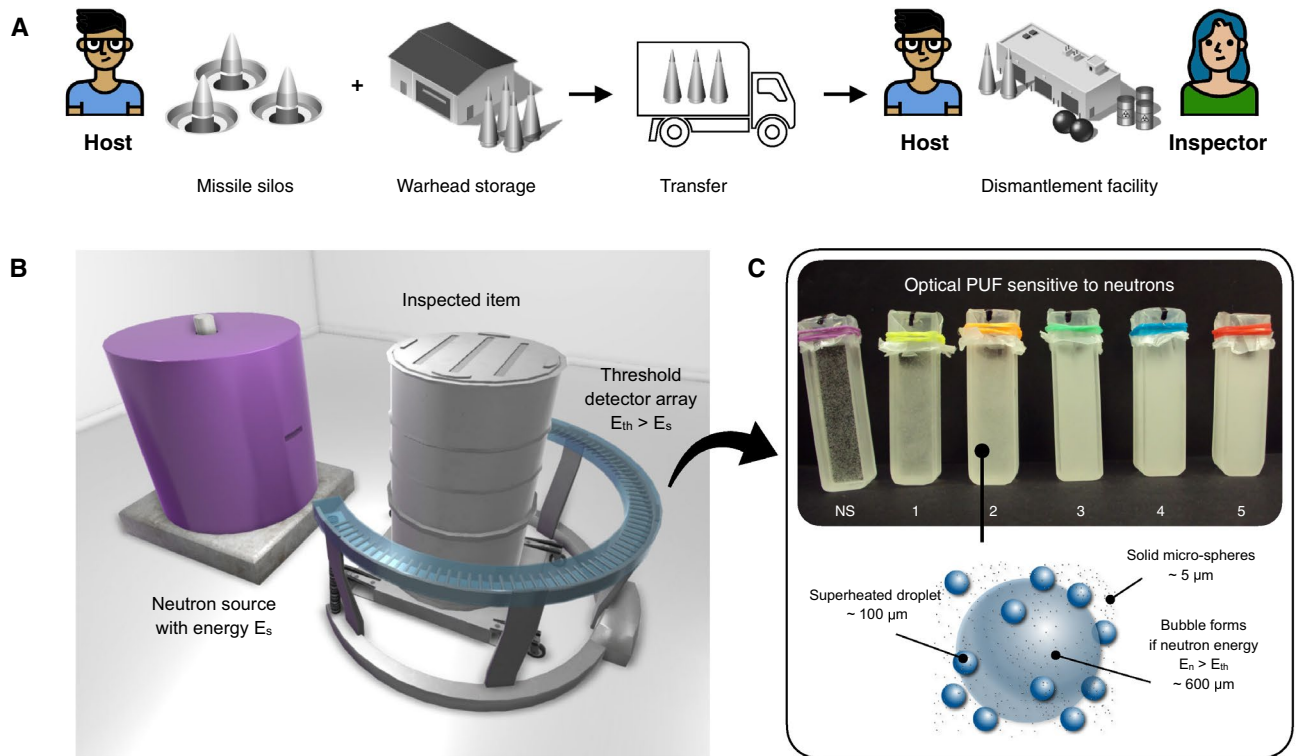 A
Host
+
Host
Inspector
Missile silos
Warhead storage
Transfer
Dismantlement facility
B
Inspected item
Threshold
detector array
Eth > Es
Neutron source
with energy Es
C
Optical PUF sensitive to neutrons
NS
1
2
3
4
5
Solid micro-spheres
~ 5 μm
Superheated droplet
~ 100 μm
Bubble forms
if neutron energy
En > Eth
~ 600 μm